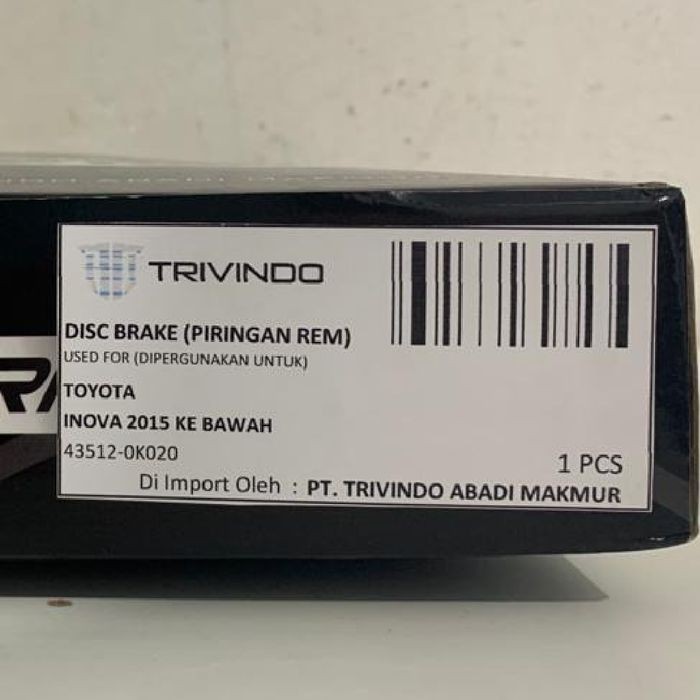 TRIVINDO
DISC BRAKE (PIRINGAN REM)
USED FOR (DIPERGUNAKAN UNTUK)
TOYOTA
INOVA 2015 KE BAWAH
43512-0K020
1 PCS
Di Import Oleh : PT. TRIVINDO ABADI MAKMUR